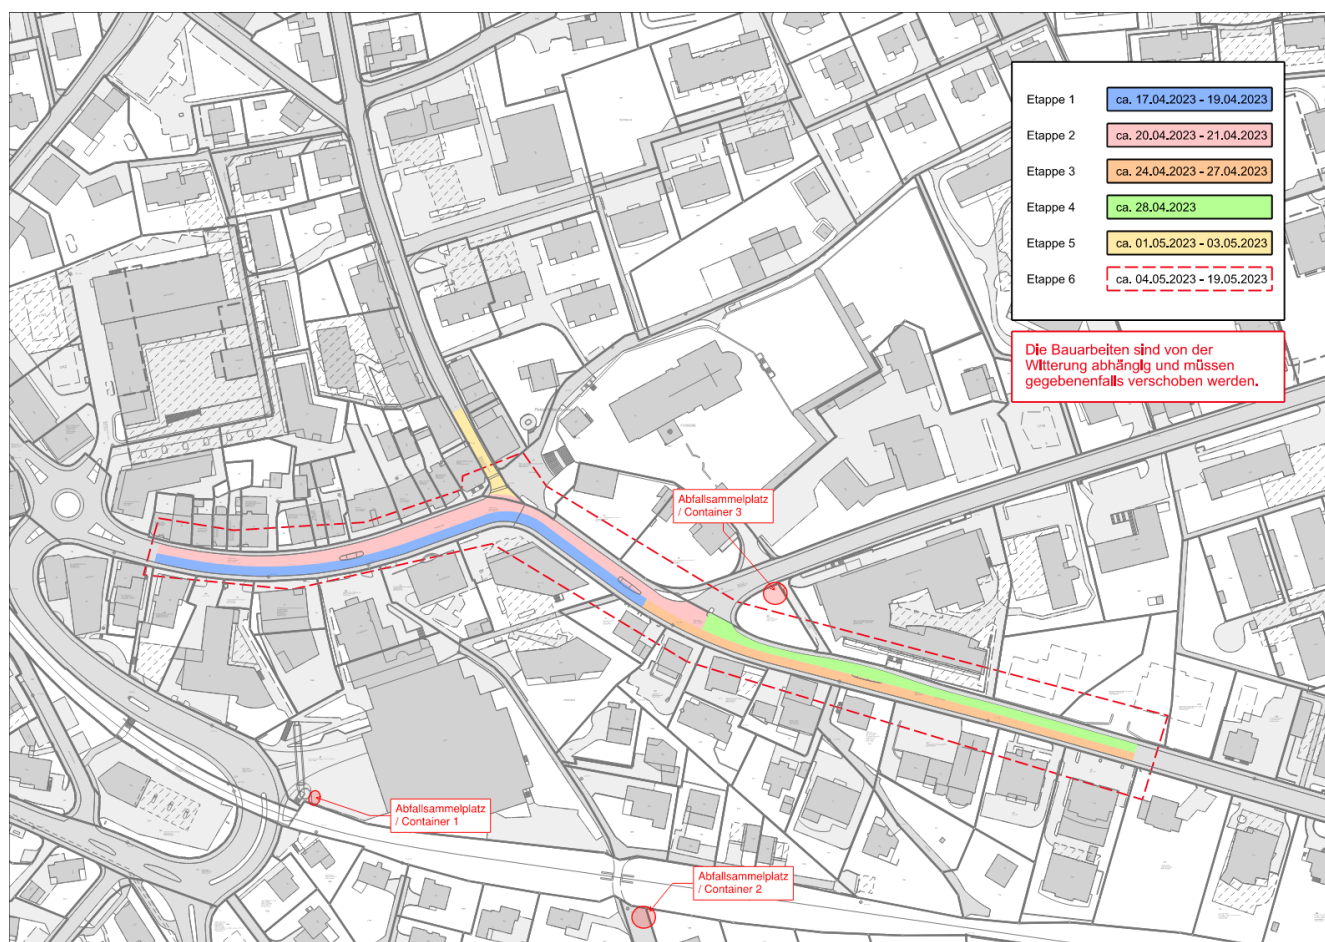 Etappe 1
ca. 17.04.2023 - 19.04.2023
Etappe 2
ca. 20.04.2023 - 21.04.2023
Etappe 3
ca. 24.04.2023 - 27.04.2023
Etappe 4
ca. 28.04.2023
Etappe 5
ca. 01.05.2023 - 03.05.2023
Etappe 6
ca. 04.05.2023 - 19.05.2023
Die Bauarbeiten sind von der
Witterung abhängig und müssen
gegebenenfalls verschoben werden.
Abfallsammelplatz
/ Container 3
Abfallsammelplatz
/ Container 1
Abfallsammelplatz
/ Container 2